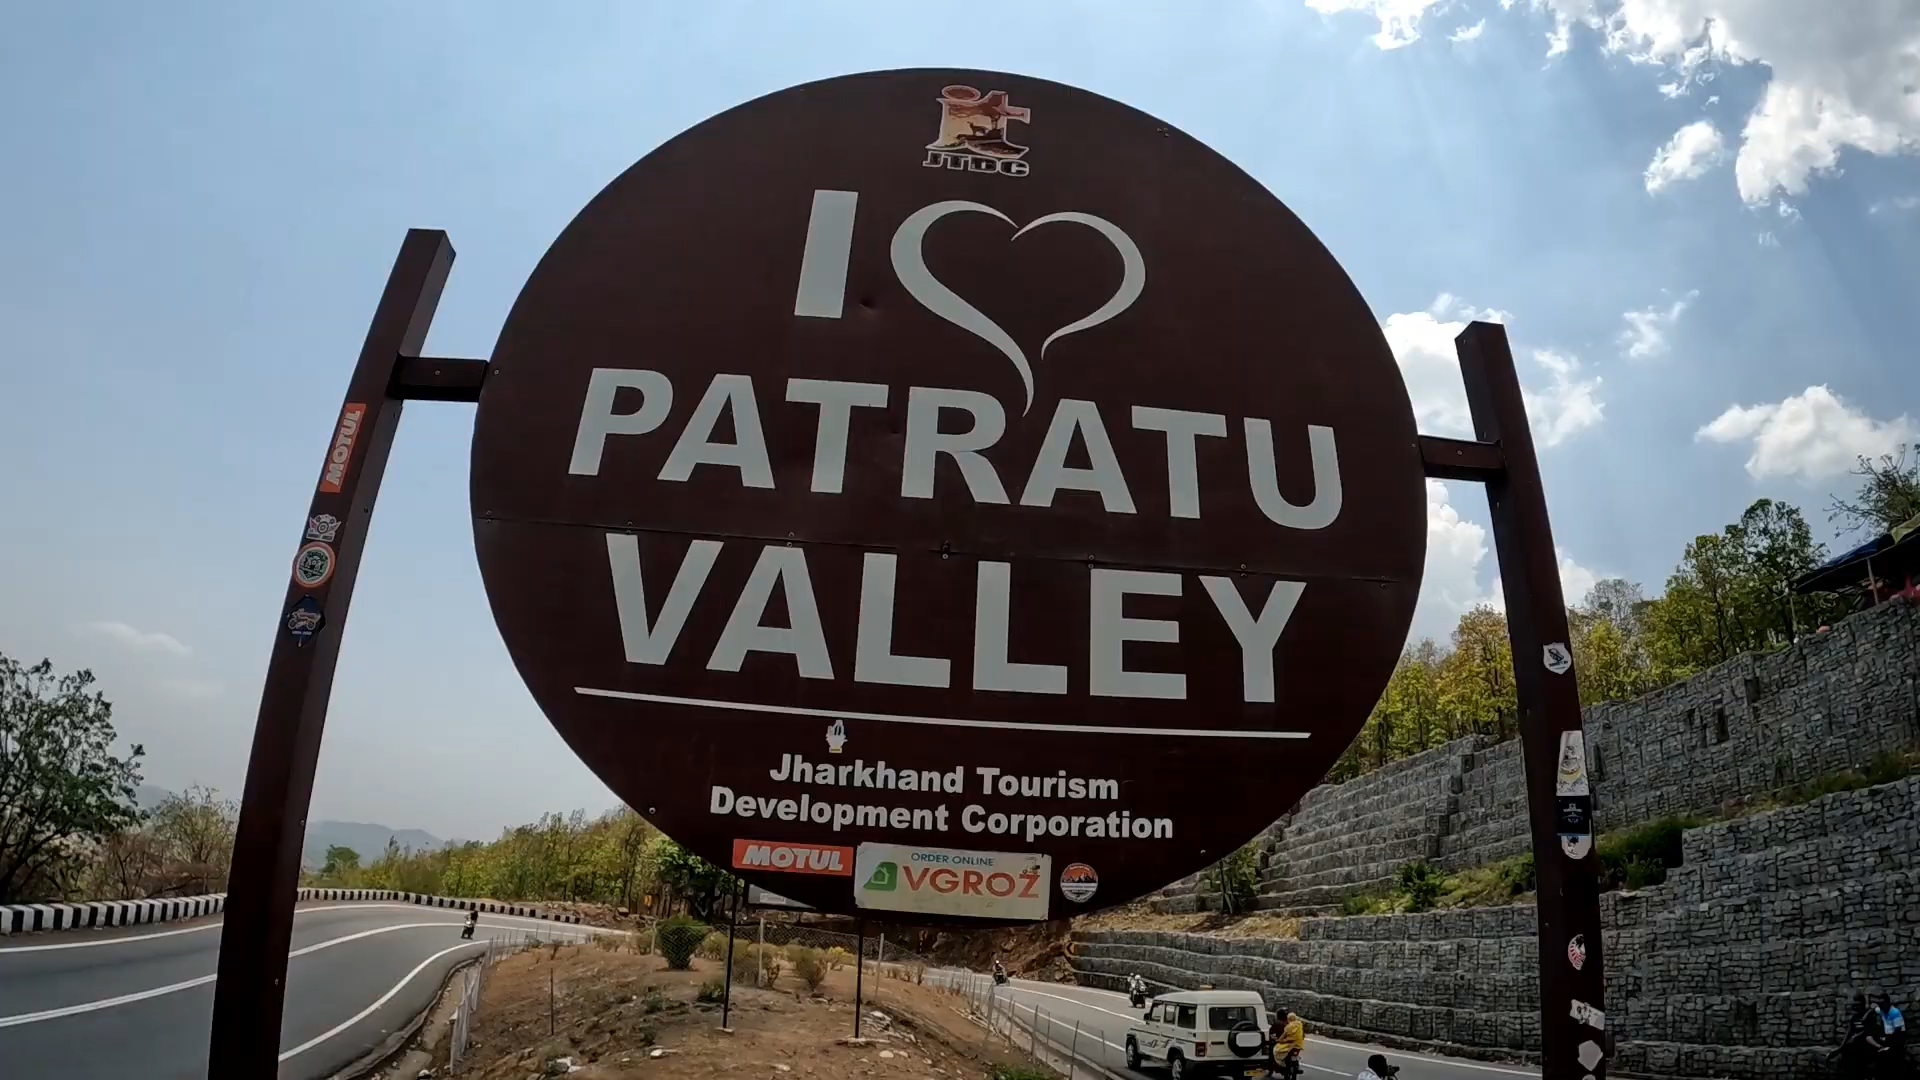 JTDC
I
PATRATU
VALLEY
Jharkhand Tourism
Development Corporation
MOTUL
ORDER ONLINE
VGROZ
MOTUL